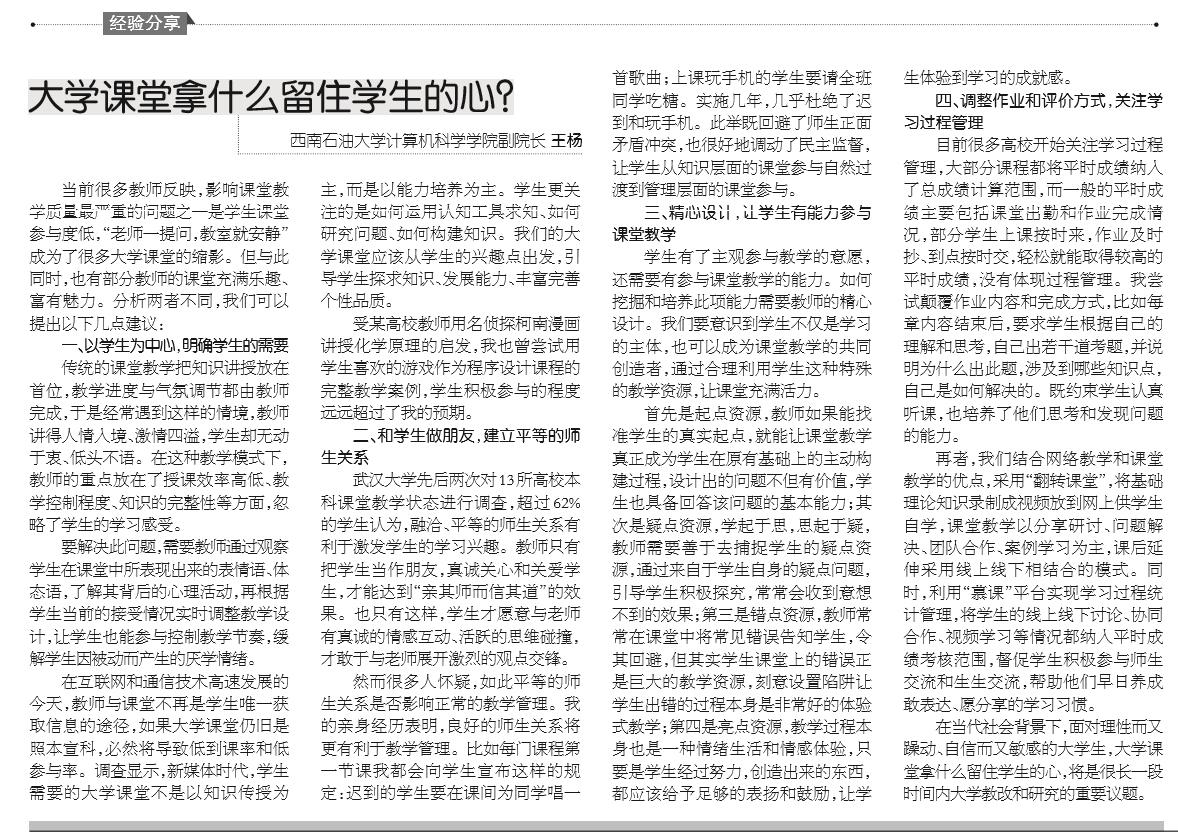 经验分享
大学课堂拿什么留住学生的心?
西南石油大学计算机科学学院副院长 王杨
当前很多教师反映,影响课堂教
学质量最严重的问题之一是学生课堂
参与度低,“老师一提问,教室就安静”
成为了很多大学课堂的缩影。但与此
同时,也有部分教师的课堂充满乐趣、
富有魅力。分析两者不同,我们可以
提出以下几点建议:
一、以学生为中心,明确学生的需要
传统的课堂教学把知识讲授放在
首位,教学进度与气氛调节都由教师
完成,于是经常遇到这样的情境,教师
讲得人情入境、激情四溢,学生却无动
于衷、低头不语。在这种教学模式下,
教师的重点放在了授课效率高低、教
学控制程度、知识的完整性等方面,忽
略了学生的学习感受。
要解决此问题,需要教师通过观察
学生在课堂中所表现出来的表情语、体
态语,了解其背后的心理活动,再根据
学生当前的接受情况实时调整教学设
计,让学生也能参与控制教学节奏,缓
解学生因被动而产生的厌学情绪。
在互联网和通信技术高速发展的
今天,教师与课堂不再是学生唯一获
取信息的途径,如果大学课堂仍旧是
照本宣科,必然将导致低到课率和低
参与率。调查显示,新媒体时代,学生
需要的大学课堂不是以知识传授为
主,而是以能力培养为主。学生更关
注的是如何运用认知工具求知、如何
研究问题、如何构建知识。我们的大
学课堂应该从学生的兴趣点出发,引
导学生探求知识、发展能力、丰富完善
个性品质。
受某高校教师用名侦探柯南漫画
讲授化学原理的启发,我也曾尝试用
学生喜欢的游戏作为程序设计课程的
完整教学案例,学生积极参与的程度
远远超过了我的预期。
二、和学生做朋友,建立平等的师
生关系
武汉大学先后两次对13所高校本
科课堂教学状态进行调查,超过62%
的学生认为,融洽、平等的师生关系有
利于激发学生的学习兴趣。教师只有
把学生当作朋友,真诚关心和关爱学
生,才能达到“亲其师而信其道”的效
果。也只有这样,学生才愿意与老师
有真诚的情感互动、活跃的思维碰撞,
才敢于与老师展开激烈的观点交锋。
然而很多人怀疑,如此平等的师
生关系是否影响正常的教学管理。我
的亲身经历表明,良好的师生关系将
更有利于教学管理。比如每门课程第
一节课我都会向学生宣布这样的规
定:迟到的学生要在课间为同学唱一
首歌曲;上课玩手机的学生要请全班
同学吃糖。实施几年,几乎杜绝了迟
到和玩手机。此举既回避了师生正面
矛盾冲突,也很好地调动了民主监督,
让学生从知识层面的课堂参与自然过
渡到管理层面的课堂参与。
三、精心设计,让学生有能力参与
课堂教学
学生有了主观参与教学的意愿,
还需要有参与课堂教学的能力。如何
挖掘和培养此项能力需要教师的精心
设计。我们要意识到学生不仅是学习
的主体,也可以成为课堂教学的共同
创造者,通过合理利用学生这种特殊
的教学资源,让课堂充满活力。
首先是起点资源,教师如果能找
准学生的真实起点,就能让课堂教学
真正成为学生在原有基础上的主动构
建过程,设计出的问题不但有价值,学
生也具备回答该问题的基本能力;其
次是疑点资源,学起于思,思起于疑,
教师需要善于去捕捉学生的疑点资
源,通过来自于学生自身的疑点问题,
引导学生积极探究,常常会收到意想
不到的效果;第三是错点资源,教师常
常在课堂中将常见错误告知学生,令
其回避,但其实学生课堂上的错误正
是巨大的教学资源,刻意设置陷阱让
学生出错的过程本身是非常好的体验
式教学;第四是亮点资源,教学过程本
身也是一种情绪生活和情感体验,只
要是学生经过努力,创造出来的东西,
都应该给予足够的表扬和鼓励,让学
生体验到学习的成就感。
四、调整作业和评价方式,关注学
习过程管理
目前很多高校开始关注学习过程
管理,大部分课程都将平时成绩纳入
了总成绩计算范围,而一般的平时成
绩主要包括课堂出勤和作业完成情
况,部分学生上课按时来,作业及时
抄、到点按时交,轻松就能取得较高的
平时成绩,没有体现过程管理。我尝
试颠覆作业内容和完成方式,比如每
章内容结束后,要求学生根据自己的
理解和思考,自己出若干道考题,并说
明为什么出此题,涉及到哪些知识点,
自己是如何解决的。既约束学生认真
听课,也培养了他们思考和发现问题
的能力。
再者,我们结合网络教学和课堂
教学的优点,采用“翻转课堂”,将基础
理论知识录制成视频放到网上供学生
自学,课堂教学以分享研讨、问题解
决、团队合作、案例学习为主,课后延
伸采用线上线下相结合的模式。同
时,利用“慕课”平台实现学习过程统
计管理,将学生的线上线下讨论、协同
合作、视频学习等情况都纳入平时成
绩考核范围,督促学生积极参与师生
交流和生生交流,帮助他们早日养成
敢表达、愿分享的学习习惯。
在当代社会背景下,面对理性而又
躁动、自信而又敏感的大学生,大学课
堂拿什么留住学生的心,将是很长一段
时间内大学教改和研究的重要议题。